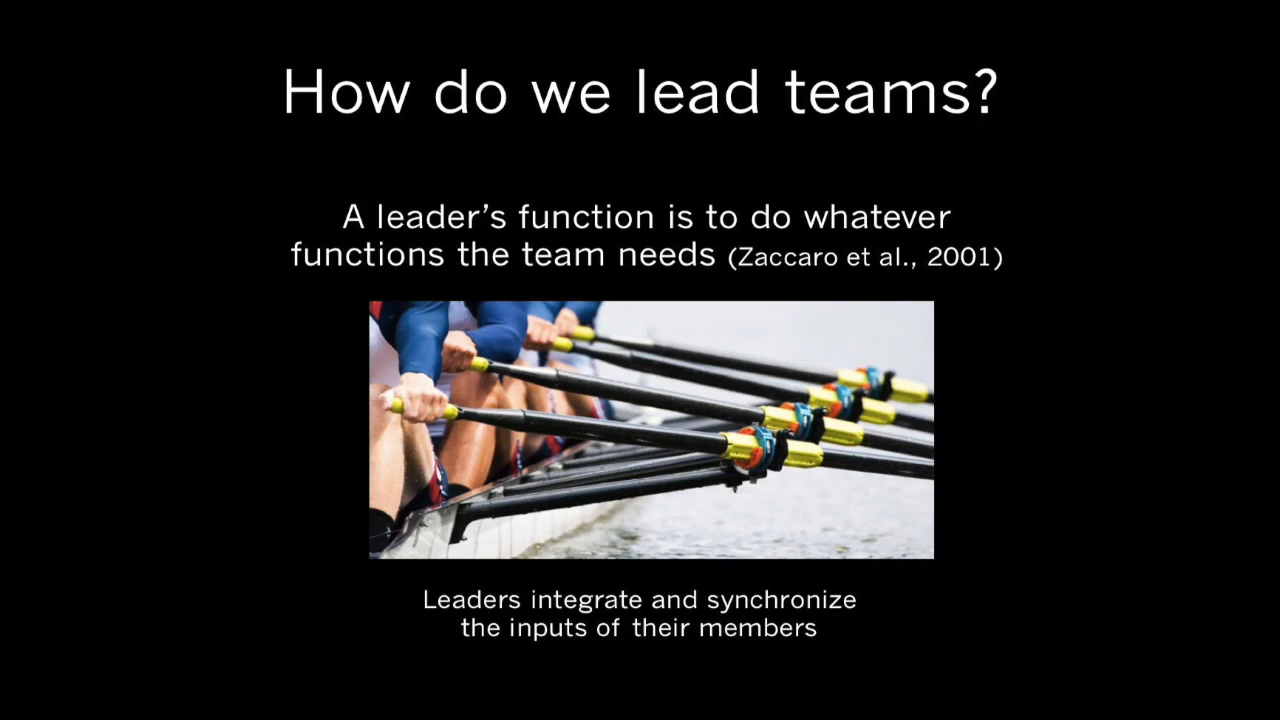 How do we lead teams?
A leader’s function is to do whatever
functions the team needs (Zaccaro et al., 2001)
Leaders integrate and synchronize
the inputs of their members